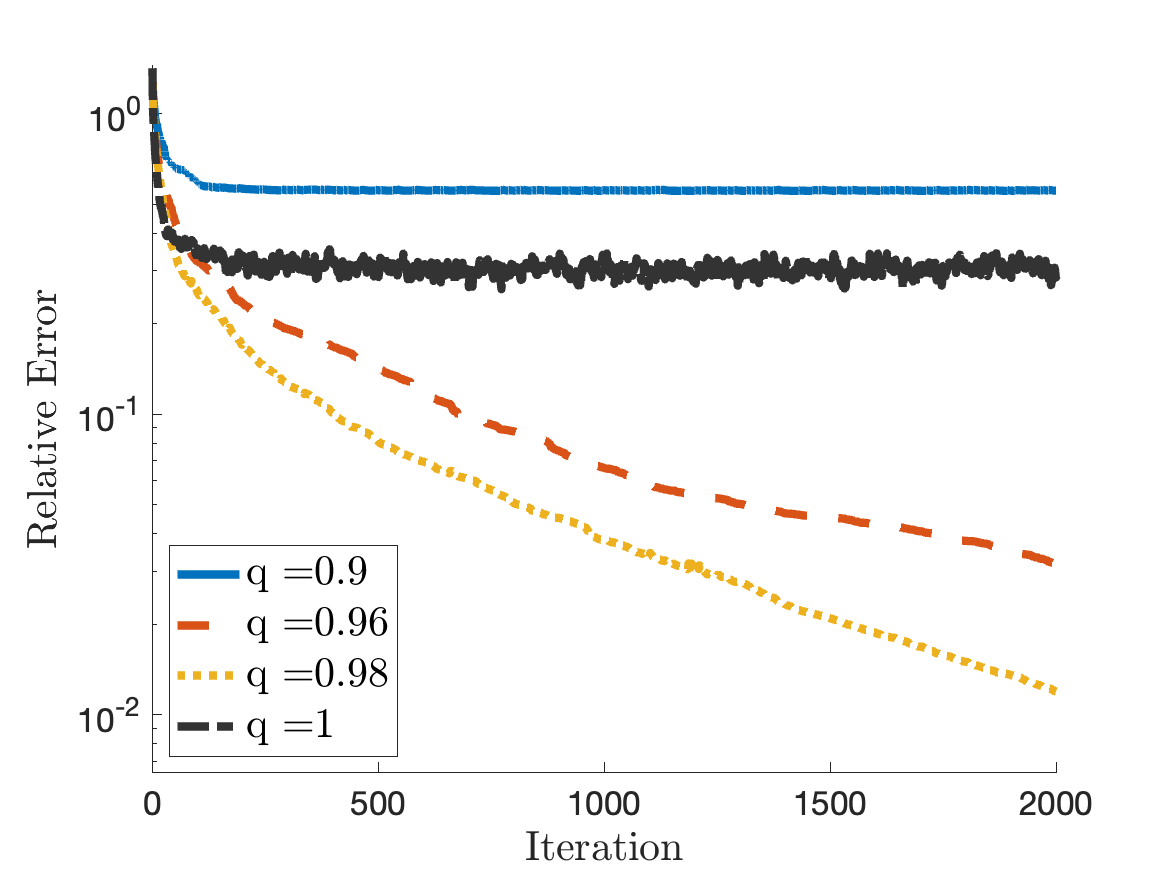 10^0
10^-1
10^-2
Relative Error
q =0.9
q =0.96
q =0.98
q =1
0 500 1000 1500 2000
Iteration